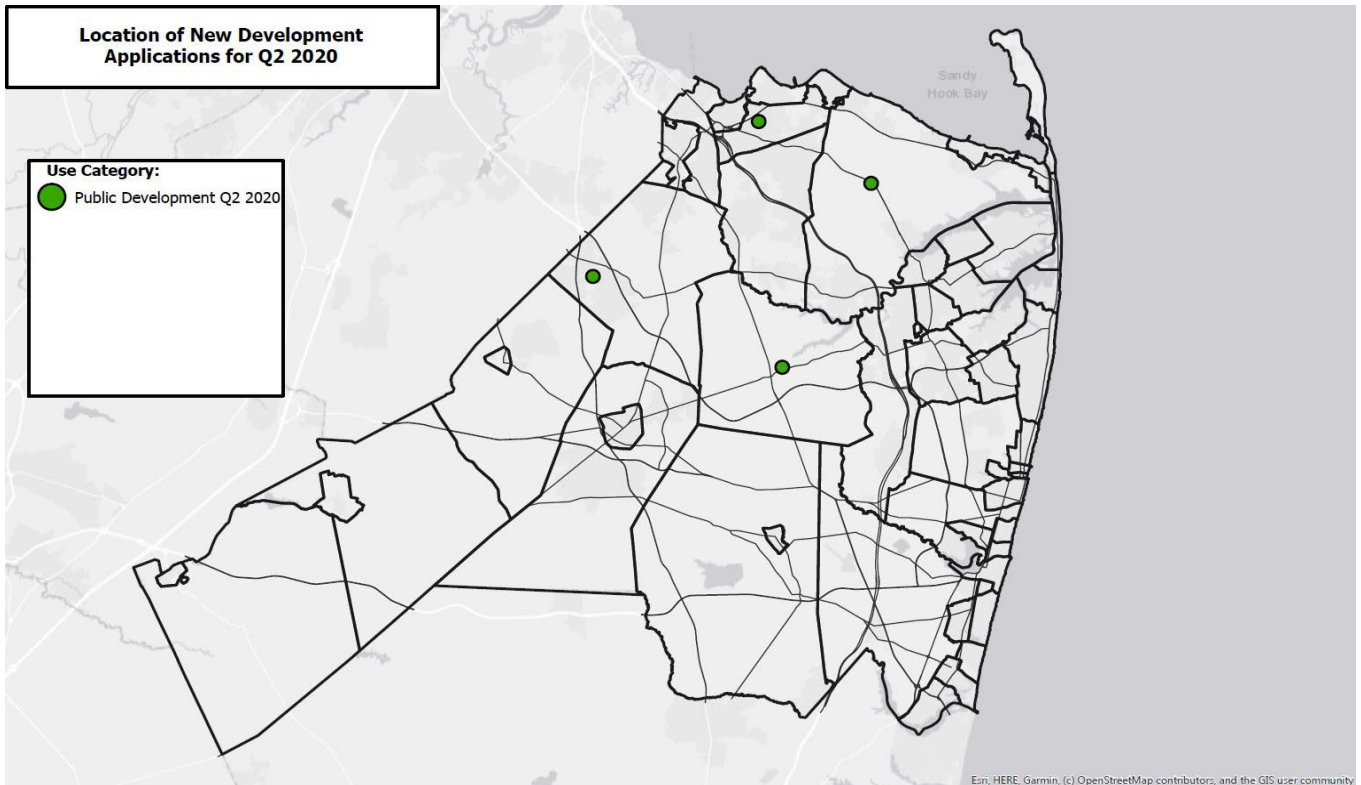 Location of New Development
Applications for Q2 2020
Sandy
Hook Bay
Use Category:
Public Development Q2 2020
Esri, HERE, Garmin, (c) OpenStreetMap contributors, and the GIS user community